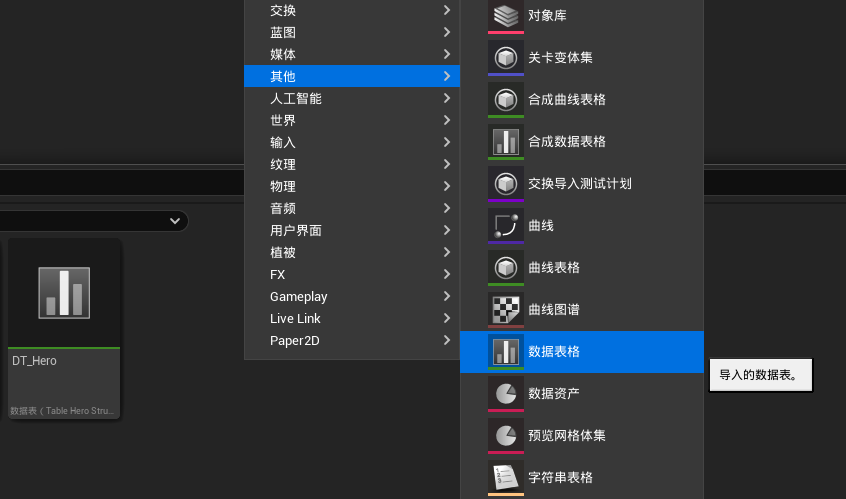 交换
蓝图
媒体
其他
人工智能
世界
输入
纹理
物理
音频
用户界面
植被
FX
Gameplay
Live Link
Paper2D
对象库
关卡变体集
合成曲线表格
合成数据表格
交换导入测试计划
曲线
曲线表格
曲线图谱
数据表格
数据资产
预览网格体集
字符串表格
导入的数据表。
DT_Hero
数据表（Table Hero Stru...